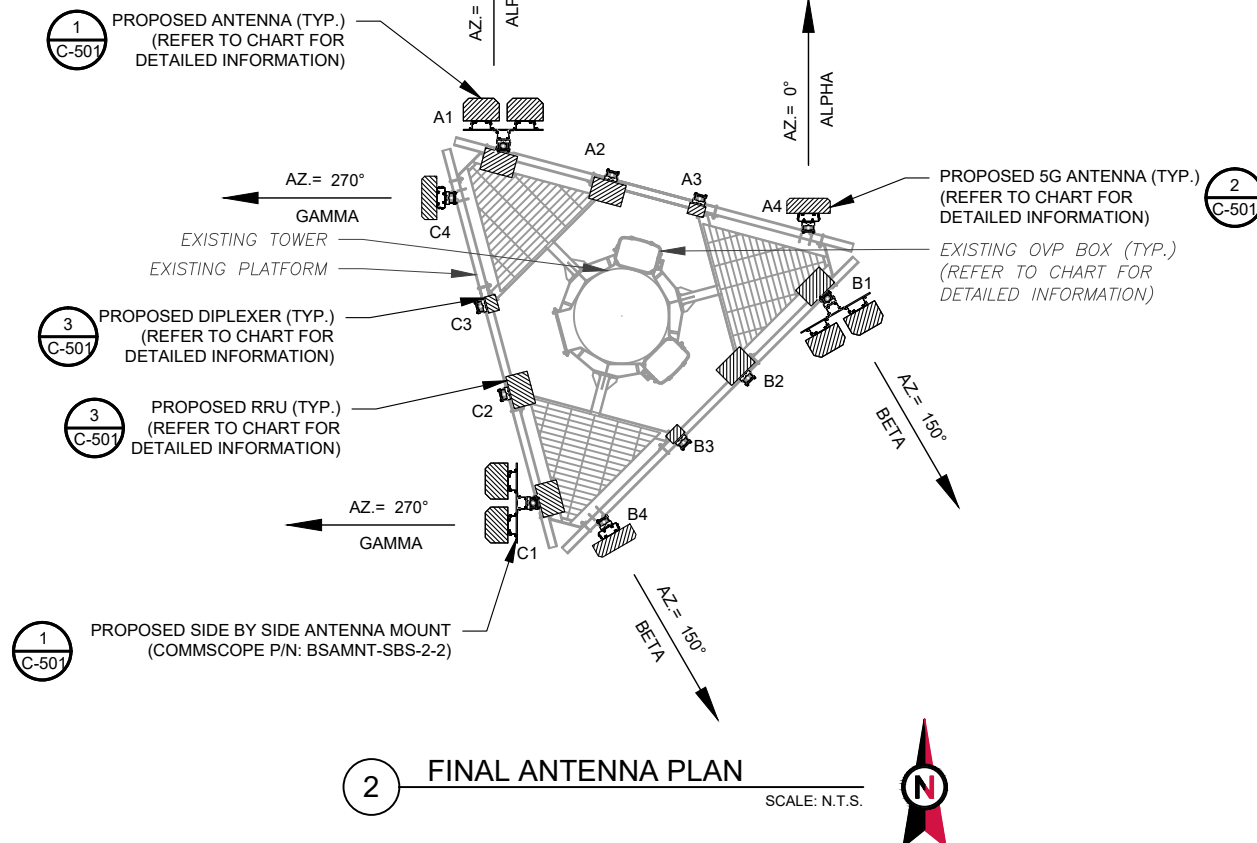 1
C-501
PROPOSED ANTENNA (TYP.)
(REFER TO CHART FOR
DETAILED INFORMATION)
AZ.=
AZ.= 0°
ALPHA
A1
A2
A3
A4
PROPOSED 5G ANTENNA (TYP.)
(REFER TO CHART FOR
DETAILED INFORMATION)
2
C-501
AZ.= 270°
GAMMA
C4
EXISTING TOWER
EXISTING PLATFORM
EXISTING OVP BOX (TYP.)
(REFER TO CHART FOR
DETAILED INFORMATION)
B1
3
C-501
PROPOSED DIPLEXER (TYP.)
(REFER TO CHART FOR
DETAILED INFORMATION)
C3
B2
AZ.= 150°
BETA
3
C-501
PROPOSED RRU (TYP.)
(REFER TO CHART FOR
DETAILED INFORMATION)
C2
B3
AZ.= 270°
GAMMA
B4
C1
AZ.= 150°
BETA
1
C-501
PROPOSED SIDE BY SIDE ANTENNA MOUNT
(COMMSCOPE P/N: BSAMNT-SBS-2-2)
2
FINAL ANTENNA PLAN
SCALE: N.T.S.
N